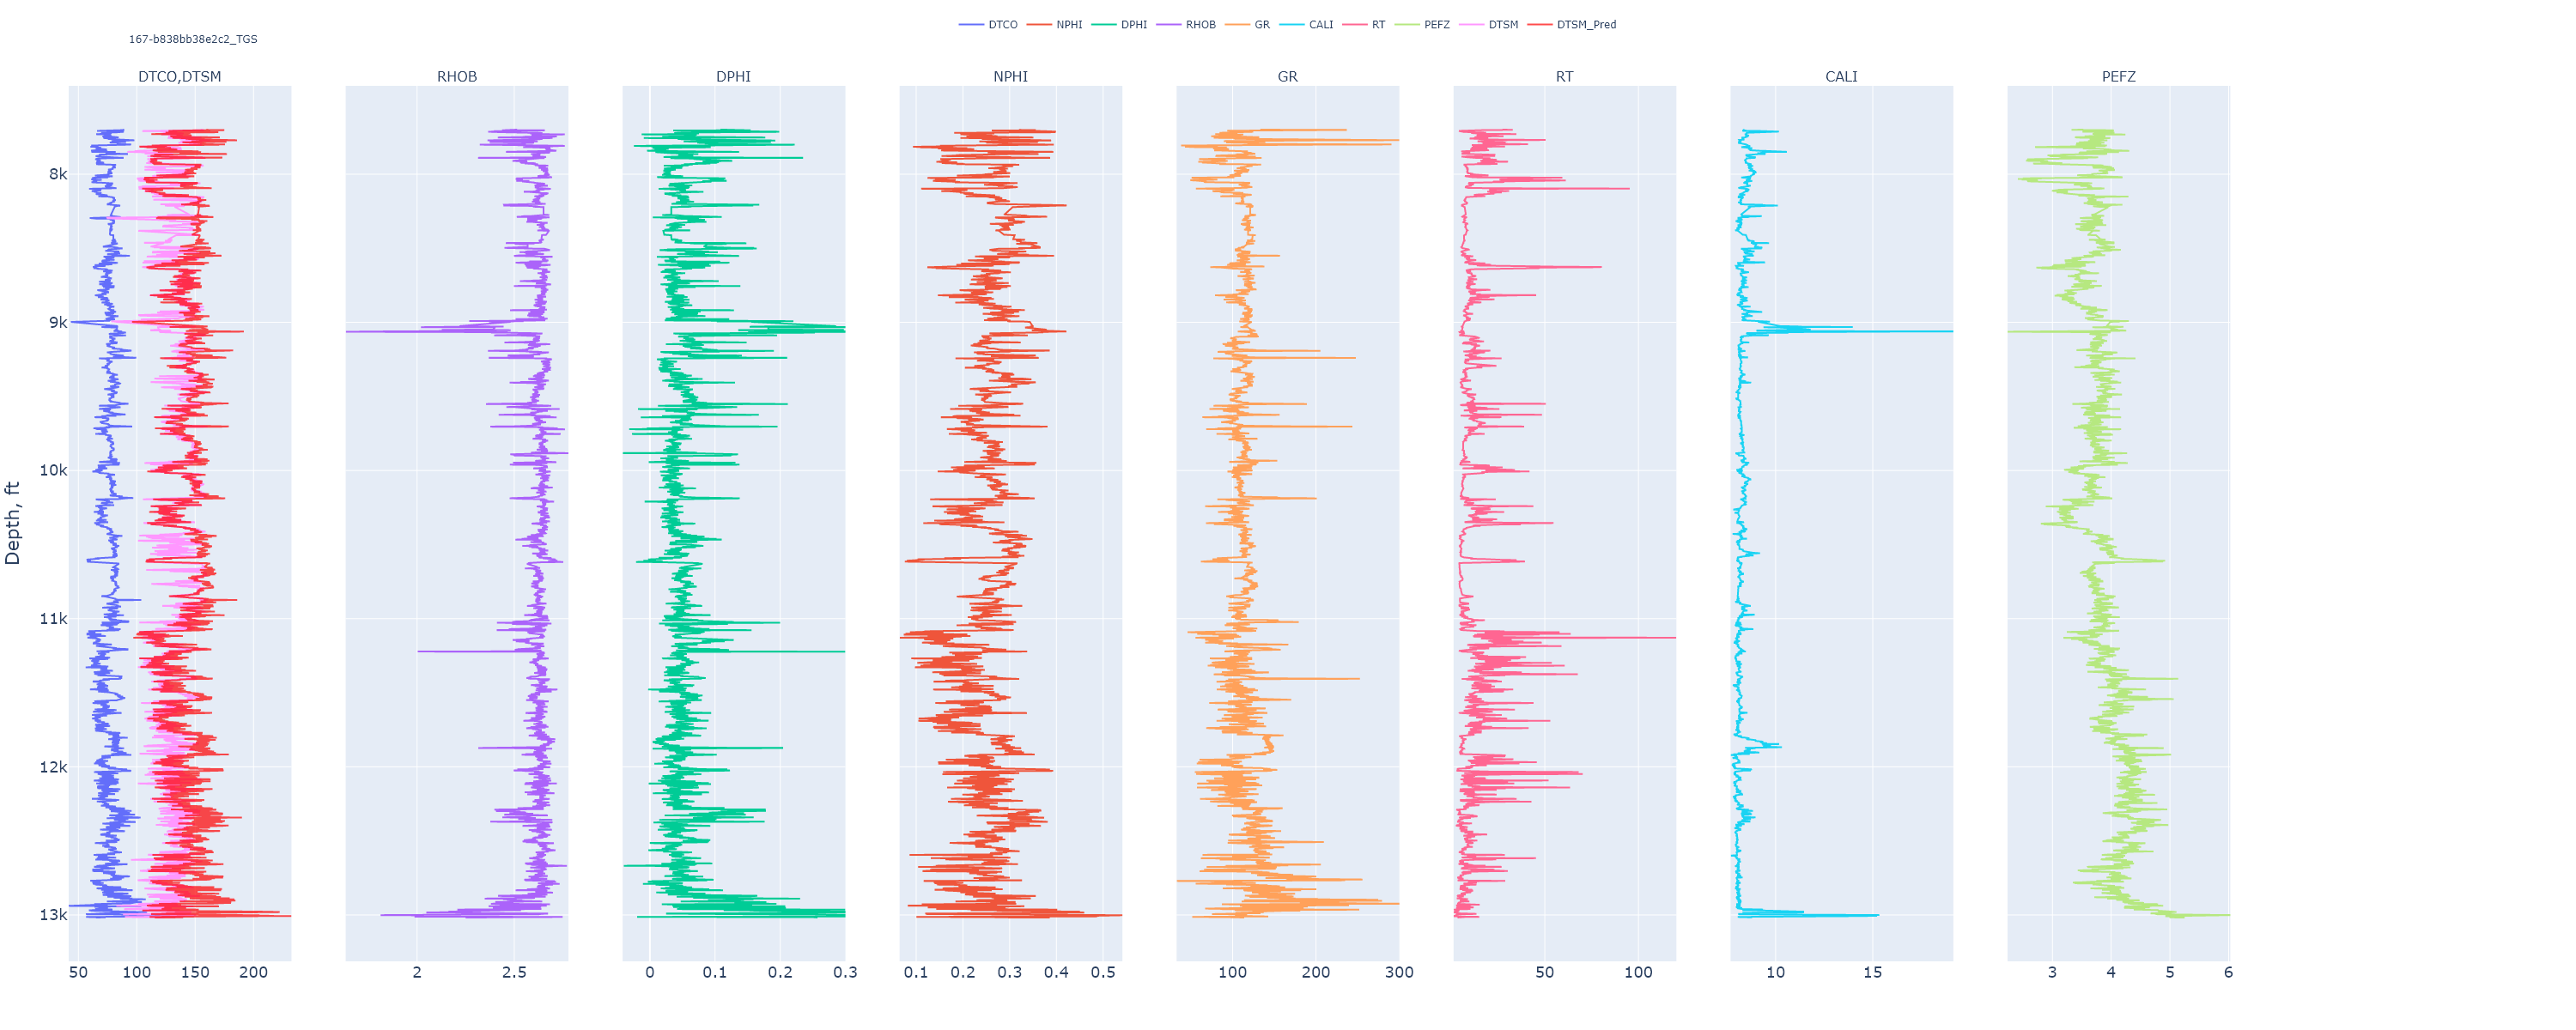 DTCO NPHI DPHI RHOB GR CALI RT PEFZ DTSM DTSM_Pred
167-b838bb38e2c2_TGS
DTCO,DTSM RHOB DPHI NPHI GR RT CALI PEFZ
8k
9k
10k
Depth, ft
11k
12k
13k
50 100 150 200 2 2.5 0 0.1 0.2 0.3 0.1 0.2 0.3 0.4 0.5 100 200 300 50 100 10 15 3 4 5 6